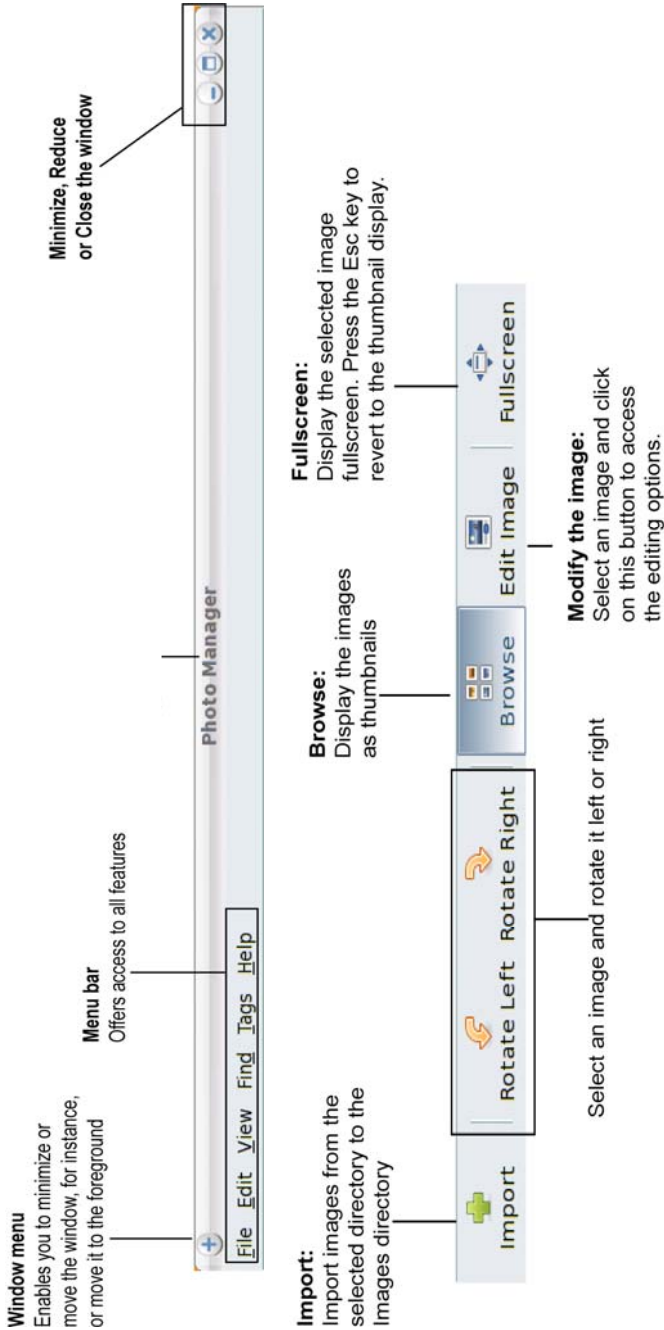 Window menu
Enables you to minimize or
move the window, for instance,
or move it to the foreground
Menu bar
Offers access to all features
Minimize, Reduce
or Close the window
Photo Manager
File Edit View Find Tags Help
Import:
Import images from the
selected directory to the
Images directory
Browse:
Display the images
as thumbnails
Fullscreen:
Display the selected image
fullscreen. Press the Esc key to
revert to the thumbnail display.
Import Rotate Left Rotate Right Browse Edit Image Fullscreen
Select an image and rotate it left or right
Modify the image:
Select an image and click
on this button to access
the editing options.